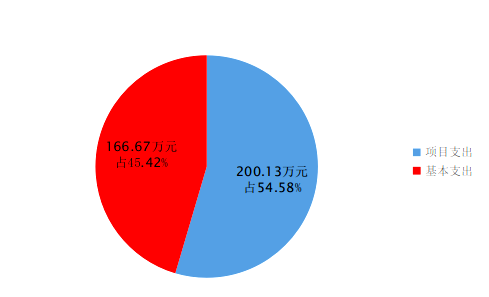 166.67万元
占45.42%
200.13万元
占54.58%
项目支出
基本支出